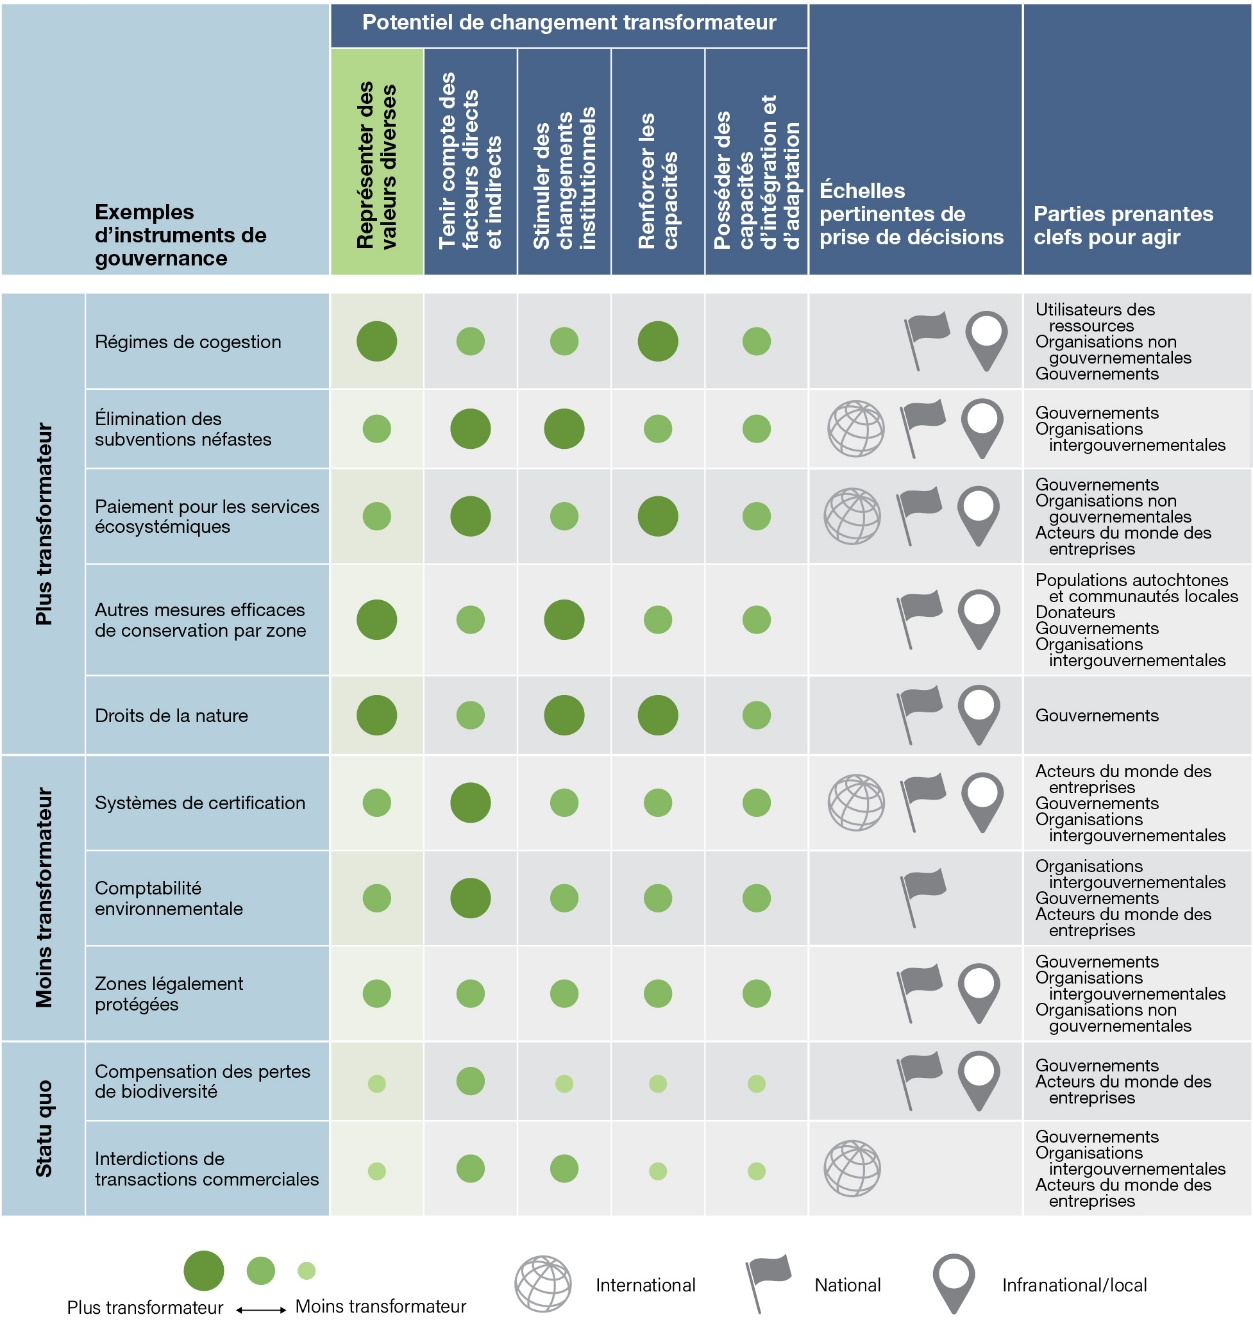 Potentiel de changement transformateur
Exemples
d’instruments de
gouvernance
Représenter des
valeurs diverses
Tenir compte des
facteurs directs
et indirects
Stimuler des
changements
institutionnels
Renforcer les
capacités
Posséder des
capacités
d’intégration et
d’adaptation
Échelles
pertinentes de
prise de décisions
Parties prenantes
clefs pour agir
Plus transformateur
Régimes de cogestion
Utilisateurs des
ressources
Organisations non
gouvernementales
Gouvernements
Élimination des
subventions néfastes
Gouvernements
Organisations
intergouvernementales
Paiement pour les services
écosystémiques
Gouvernements
Organisations non
gouvernementales
Acteurs du monde des
entreprises
Autres mesures efficaces
de conservation par zone
Populations autochtones
et communautés locales
Donateurs
Gouvernements
Organisations
intergouvernementales
Droits de la nature
Gouvernements
Moins transformateur
Systèmes de certification
Acteurs du monde des
entreprises
Gouvernements
Organisations
intergouvernementales
Comptabilité
environnementale
Organisations
intergouvernementales
Gouvernements
Acteurs du monde des
entreprises
Zones légalement
protégées
Gouvernements
Organisations
intergouvernementales
Organisations non
gouvernementales
Statu quo
Compensation des pertes
de biodiversité
Gouvernements
Acteurs du monde des
entreprises
Interdictions de
transactions commerciales
Gouvernements
Organisations
intergouvernementales
Acteurs du monde des
entreprises
Plus transformateur
Moins transformateur
International
National
Infranational/local